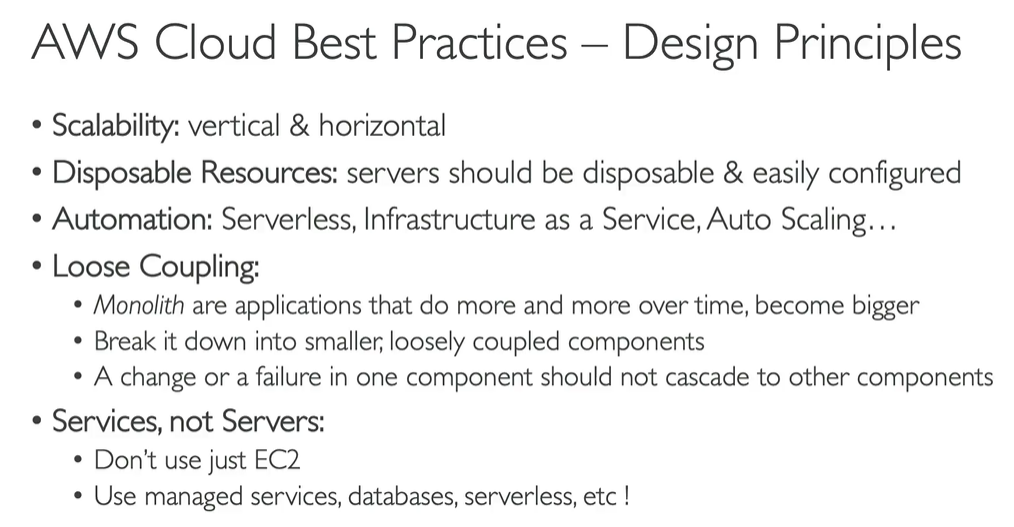 AWS Cloud Best Practices – Design Principles
• Scalability: vertical & horizontal
• Disposable Resources: servers should be disposable & easily configured
• Automation: Serverless, Infrastructure as a Service, Auto Scaling…
• Loose Coupling:
• Monolith are applications that do more and more over time, become bigger
• Break it down into smaller, loosely coupled components
• A change or a failure in one component should not cascade to other components
• Services, not Servers:
• Don’t use just EC2
• Use managed services, databases, serverless, etc !